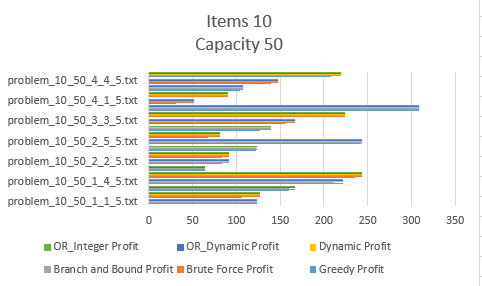 Items 10
Capacity 50
problem_10_50_4_4_5.txt
problem_10_50_4_1_5.txt
problem_10_50_3_3_5.txt
problem_10_50_2_5_5.txt
problem_10_50_2_2_5.txt
problem_10_50_1_4_5.txt
problem_10_50_1_1_5.txt
0 50 100 150 200 250 300 350
OR_Integer Profit OR_Dynamic Profit Dynamic Profit
Branch and Bound Profit Brute Force Profit Greedy Profit